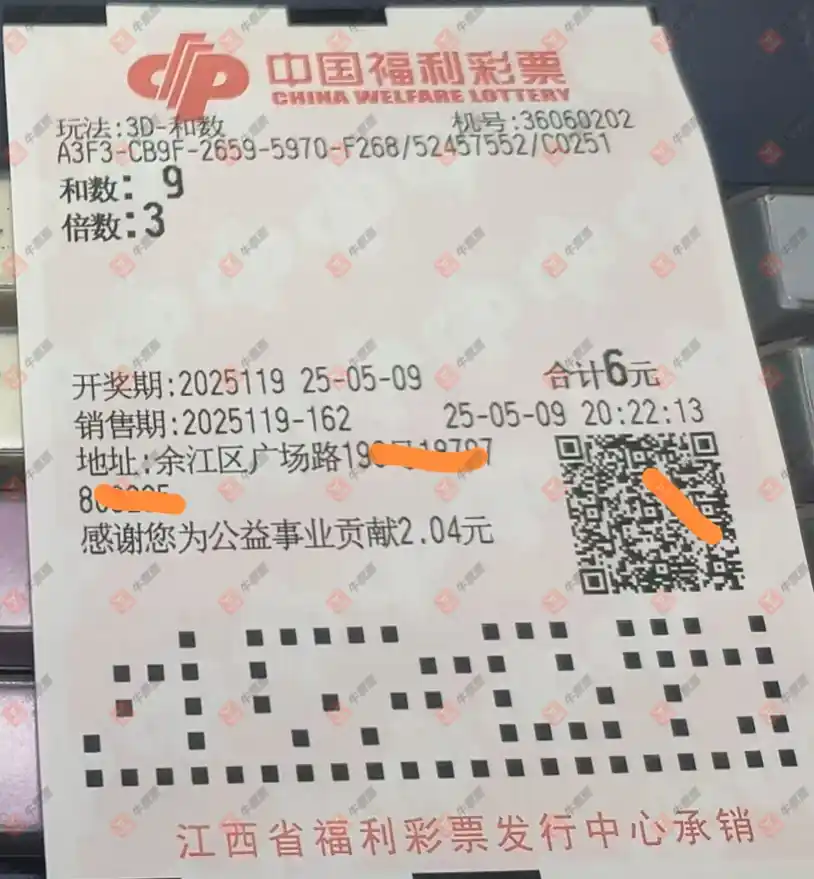 中国福利彩票
CHINA WELFARE LOTTERY
玩法:3D-和数 机号:36060202
A3F3-CB9F-2659-5970-F268/52457552/C0251
和数: 9
倍数:3
开奖期:2025119 25-05-09 合计6元
销售期:2025119-162 25-05-09 20:22:13
地址:余江区广场路19
8
感谢您为公益事业贡献2.04元
江西省福利彩票发行中心承销